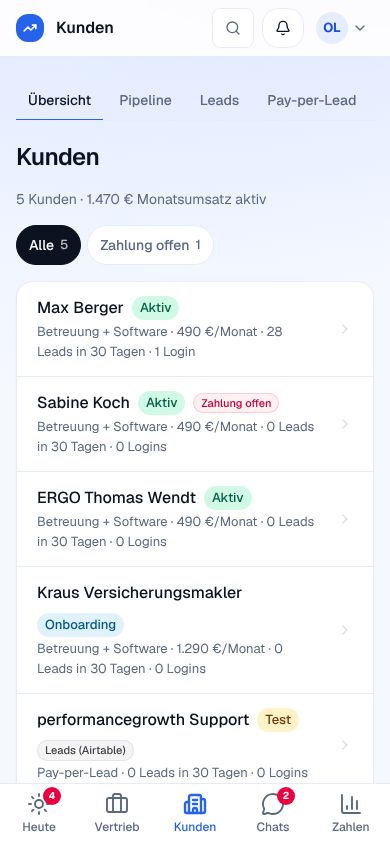 Kunden
OL
Übersicht Pipeline Leads Pay-per-Lead
Kunden
5 Kunden · 1.470 € Monatsumsatz aktiv
Alle 5 Zahlung offen 1
Max Berger Aktiv
Betreuung + Software · 490 €/Monat · 28
Leads in 30 Tagen · 1 Login
Sabine Koch Aktiv Zahlung offen
Betreuung + Software · 490 €/Monat · 0 Leads
in 30 Tagen · 0 Logins
ERGO Thomas Wendt Aktiv
Betreuung + Software · 490 €/Monat · 0 Leads
in 30 Tagen · 0 Logins
Kraus Versicherungsmakler
Onboarding
Betreuung + Software · 1.290 €/Monat · 0
Leads in 30 Tagen · 0 Logins
performancegrowth Support Test
Leads (Airtable)
Pay-per-Lead · 0 Leads in 30 Tagen · 0 Logins
4 2
Heute Vertrieb Kunden Chats Zahlen